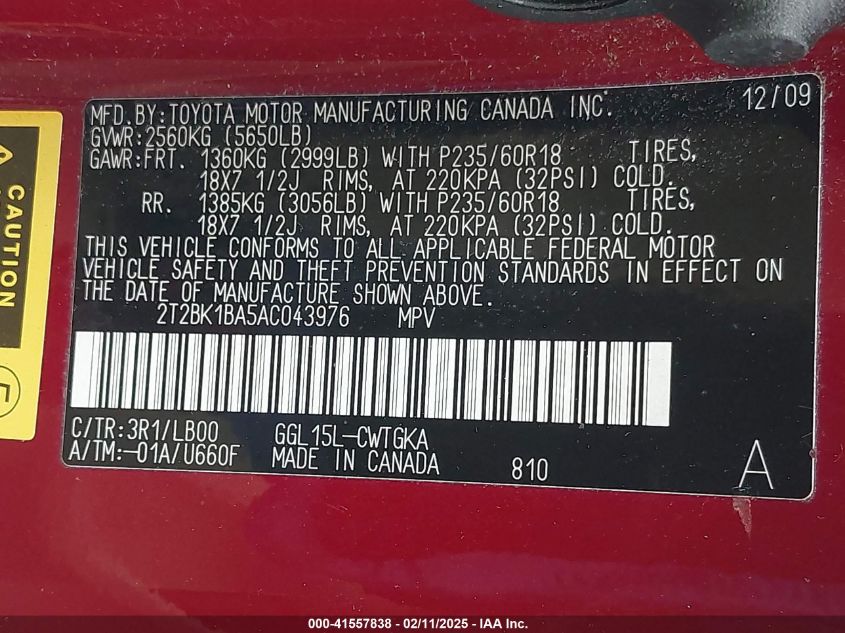 MFD.BY:TOYOTA MOTOR MANUFACTURING CANADA INC. 12/09
GVWR:2560KG (5650LB)
GAWR:FRT. 1360KG (2999LB) WITH P235/60R18 TIRES,
18X7 1/2J RIMS, AT 220KPA (32PSI) COLD.
RR. 1385KG (3056LB) WITH P235/60R18 TIRES,
18X7 1/2J RIMS, AT 220KPA (32PSI) COLD.
THIS VEHICLE CONFORMS TO ALL APPLICABLE FEDERAL MOTOR
VEHICLE SAFETY AND THEFT PREVENTION STANDARDS IN EFFECT ON
THE DATE OF MANUFACTURE SHOWN ABOVE.
2T2BK1BA5AC043976 MPV
C/TR:3R1/LB00 GGL15L-CWTGKA
A/TM:-01A/U660F MADE IN CANADA 810 A
CAUTION
000-41557838 - 02/11/2025 - IAA Inc.